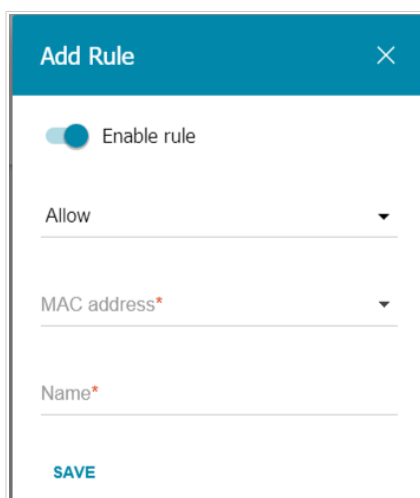 Add Rule
Enable rule
Allow
MAC address*
Name*
SAVE